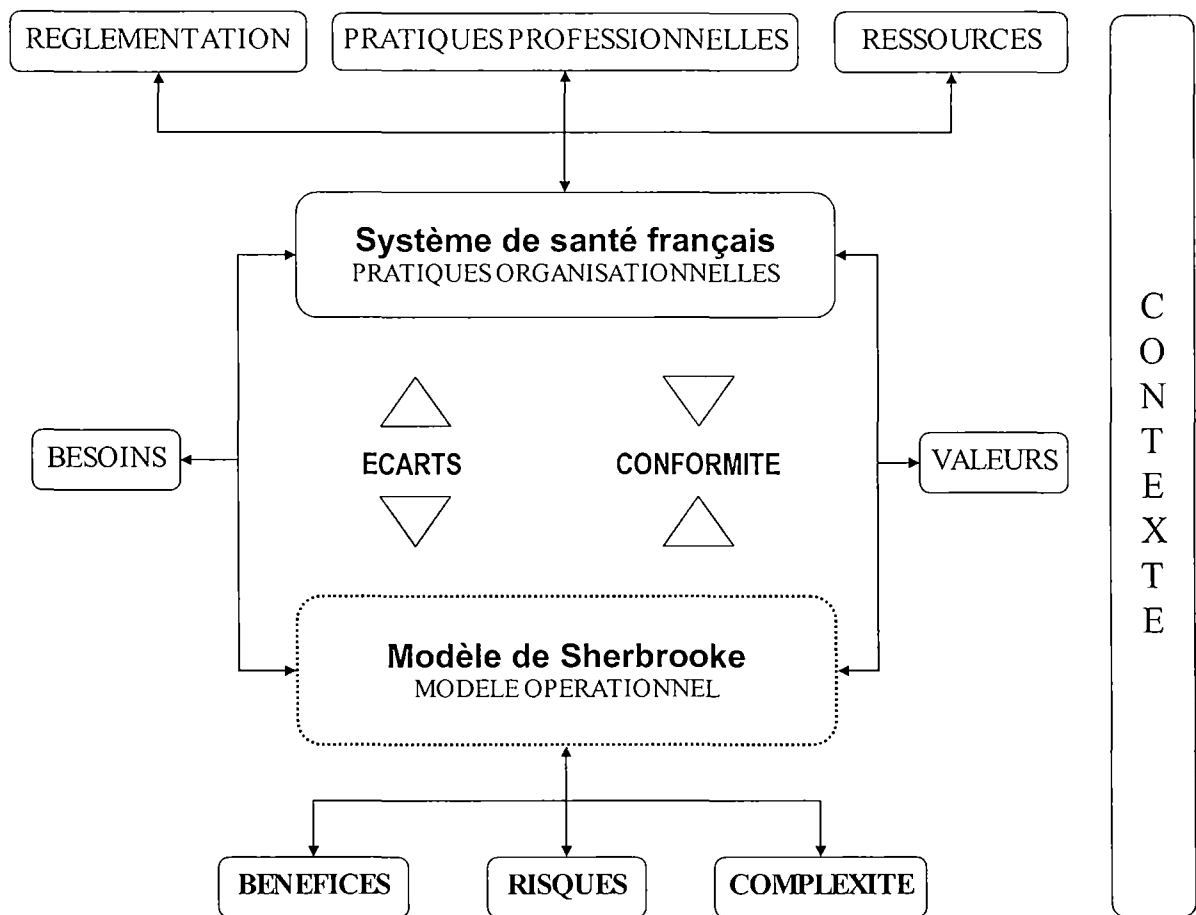 REGLEMENTATION
PRATIQUES PROFESSIONNELLES
RESSOURCES
Système de santé français
PRATIQUES ORGANISATIONNELLES
BESOINS
ECARTS
CONFORMITE
VALEURS
Modèle de Sherbrooke
MODELE OPERATIONNEL
BENEFICES
RISQUES
COMPLEXITE
CONTEXTE